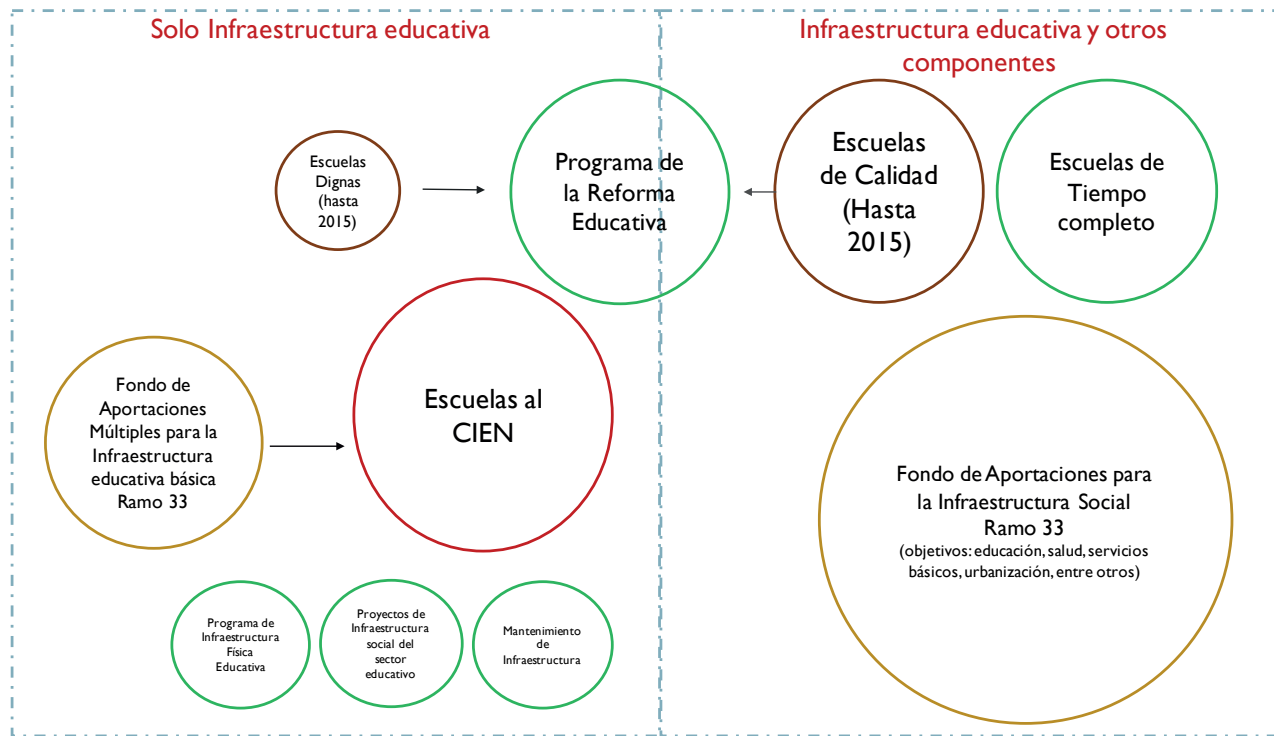 Solo Infraestructura educativa
Infraestructura educativa y otros
componentes
Escuelas
Dignas
(hasta
2015)
Programa de
la Reforma
Educativa
Escuelas
de Calidad
(Hasta
2015)
Escuelas de
Tiempo
completo
Fondo de
Aportaciones
Múltiples para la
Infraestructura
educativa básica
Ramo 33
Escuelas al
CIEN
Fondo de Aportaciones para
la Infraestructura Social
Ramo 33
(objetivos: educación, salud, servicios
básicos, urbanización, entre otros)
Programa de
Infraestructura
Física
Educativa
Proyectos de
Infraestructura
social del
sector
educativo
Mantenimiento
de
Infraestructura